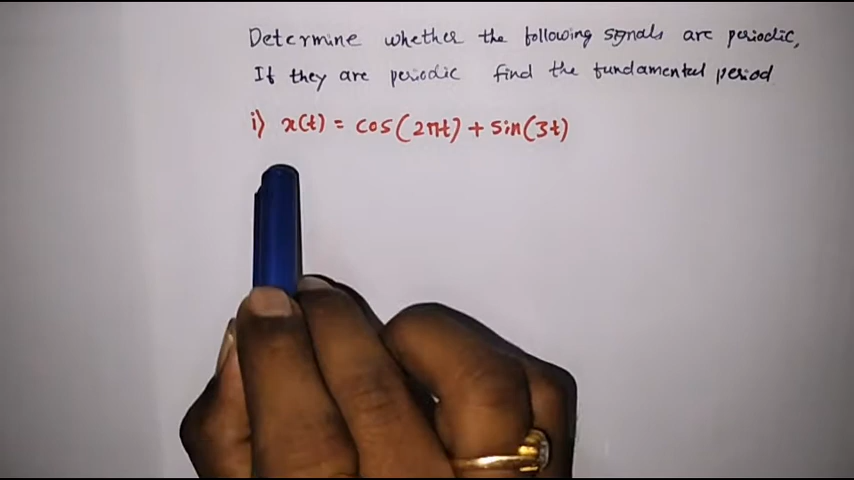 Determine whether the following signals are periodic,
If they are periodic find the fundamental period
i) x(t) = cos(2πt) + sin(3t)